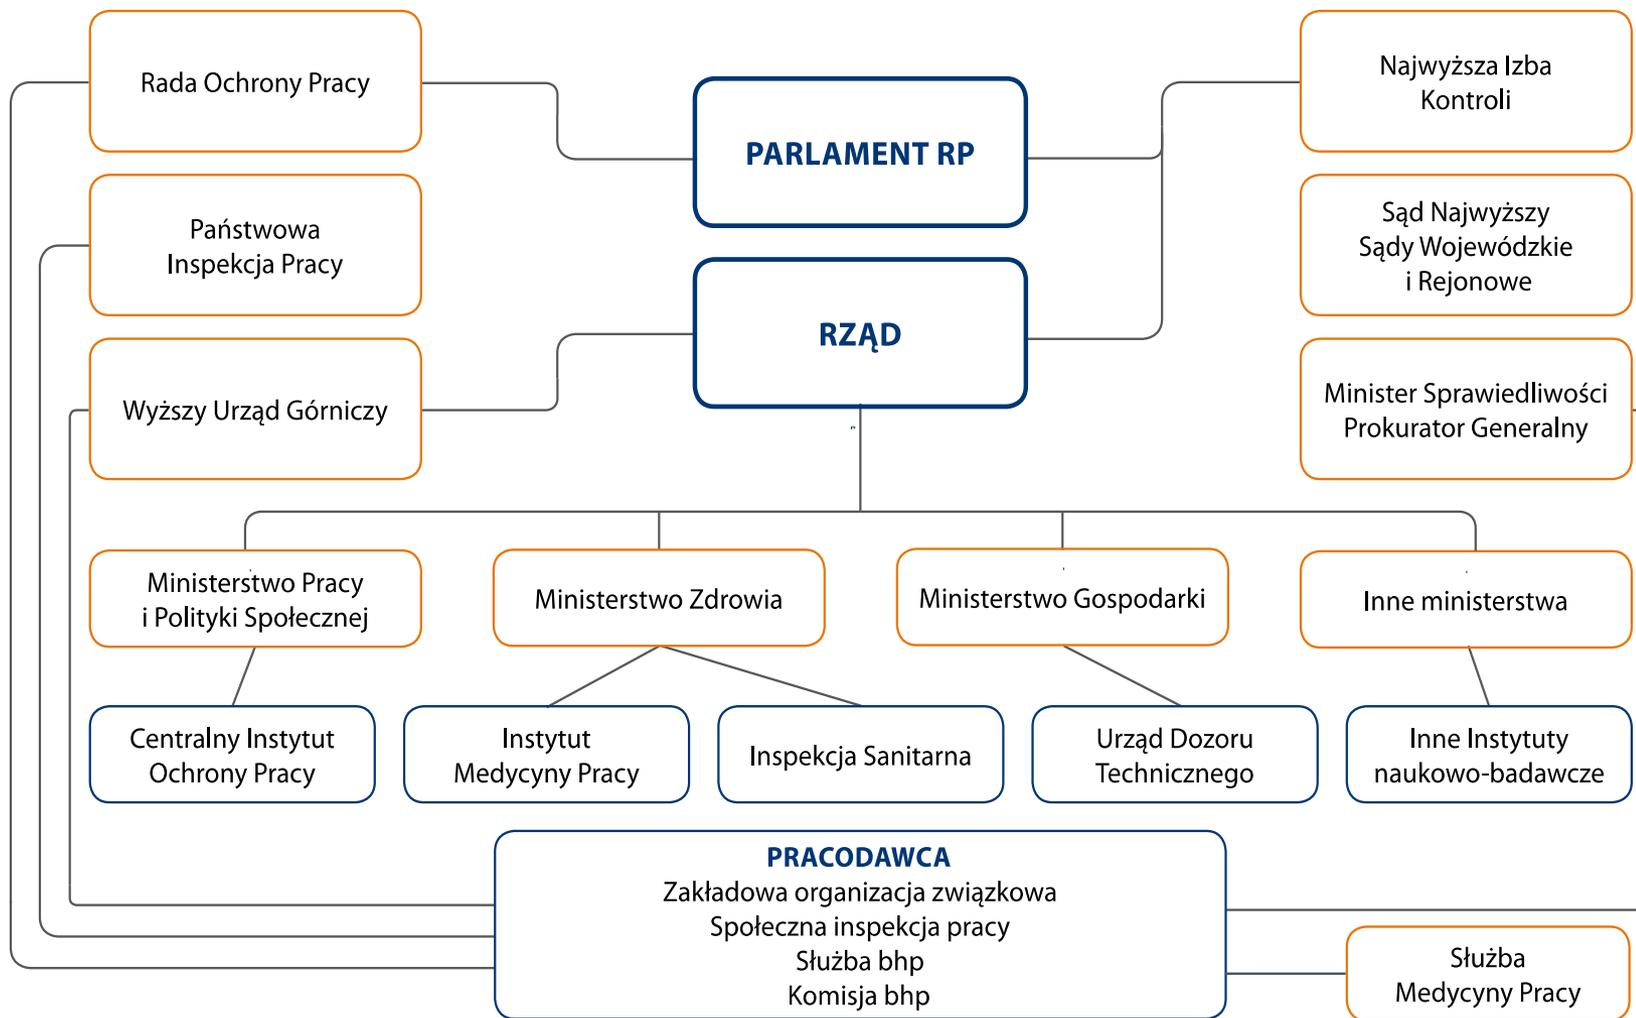 Rada Ochrony Pracy
PARLAMENT RP
Najwyższa Izba
Kontroli
Państwowa
Inspekcja Pracy
Sąd Najwyższy
Sądy Wojewódzkie
i Rejonowe
RZĄD
Wyższy Urząd Górniczy
Minister Sprawiedliwości
Prokurator Generalny
Ministerstwo Pracy
i Polityki Społecznej
Ministerstwo Zdrowia
Ministerstwo Gospodarki
Inne ministerstwa
Centralny Instytut
Ochrony Pracy
Instytut
Medycyny Pracy
Inspekcja Sanitarna
Urząd Dozoru
Technicznego
Inne Instytuty
naukowo-badawcze
PRACODAWCA
Zakładowa organizacja związkowa
Społeczna inspekcja pracy
Służba bhp
Komisja bhp
Służba
Medycyny Pracy